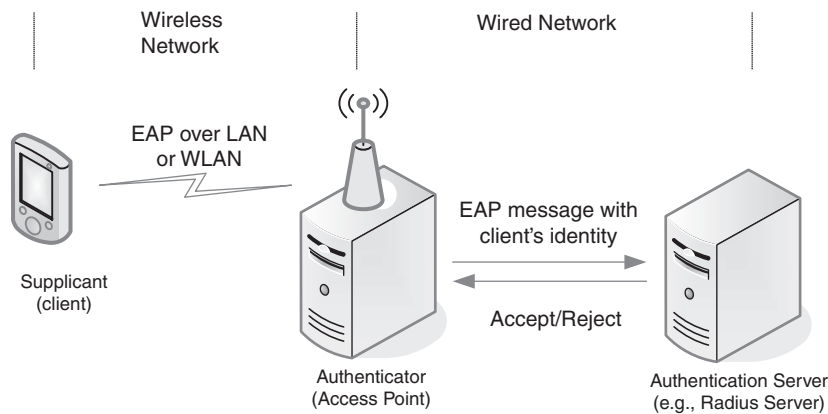 Wireless
Network
Wired Network
EAP over LAN
or WLAN
EAP message with
client's identity
Accept/Reject
Supplicant
(client)
Authenticator
(Access Point)
Authentication Server
(e.g., Radius Server)